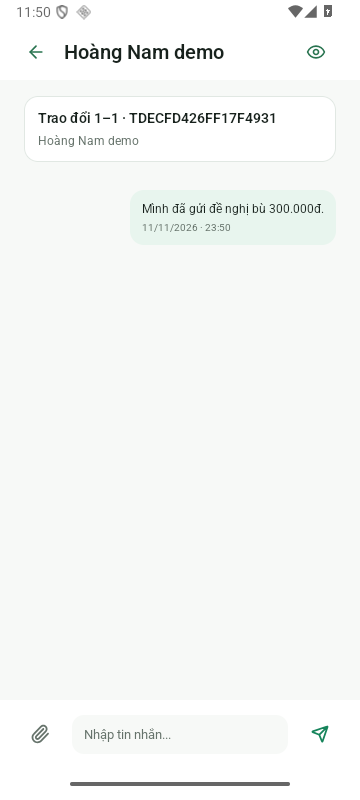 11:50
Hoàng Nam demo
Trao đổi 1–1 · TDECFD426FF17F4931
Hoàng Nam demo
Mình đã gửi đề nghị bù 300.000đ.
11/11/2026 · 23:50
Nhập tin nhắn...